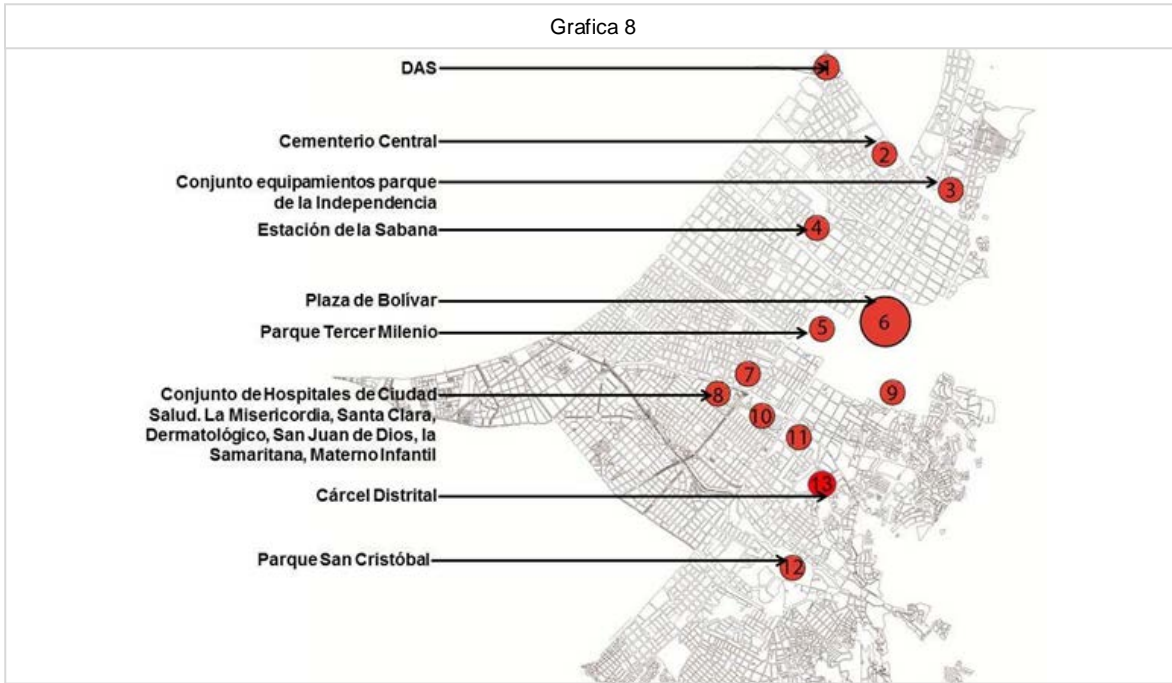 Grafica 8
DAS
1
Cementerio Central
2
Conjunto equipamientos parque
de la Independencia
3
Estación de la Sabana
4
Plaza de Bolívar
6
Parque Tercer Milenio
5
7
Conjunto de Hospitales de Ciudad
Salud. La Misericordia, Santa Clara,
Dermatológico, San Juan de Dios, la
Samaritana, Materno Infantil
8
9
10
11
Cárcel Distrital
13
Parque San Cristóbal
12